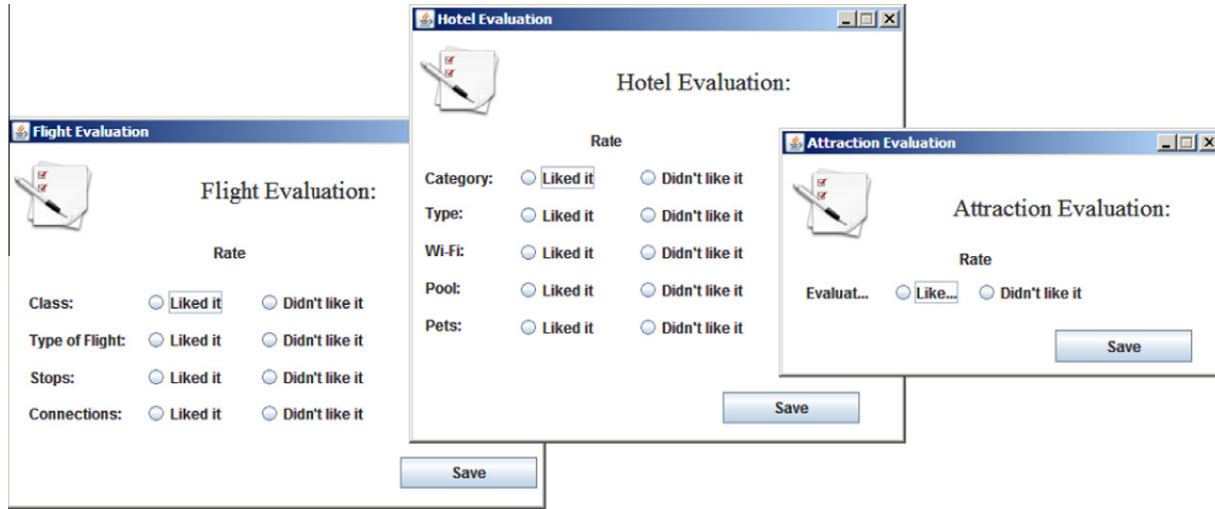 Flight Evaluation
Flight Evaluation:
Rate
Class: Liked it Didn't like it
Type of Flight: Liked it Didn't like it
Stops: Liked it Didn't like it
Connections: Liked it Didn't like it
Save
Hotel Evaluation
Hotel Evaluation:
Rate
Category: Liked it Didn't like it
Type: Liked it Didn't like it
Wi-Fi: Liked it Didn't like it
Pool: Liked it Didn't like it
Pets: Liked it Didn't like it
Save
Attraction Evaluation
Attraction Evaluation:
Rate
Evaluat... Like... Didn't like it
Save